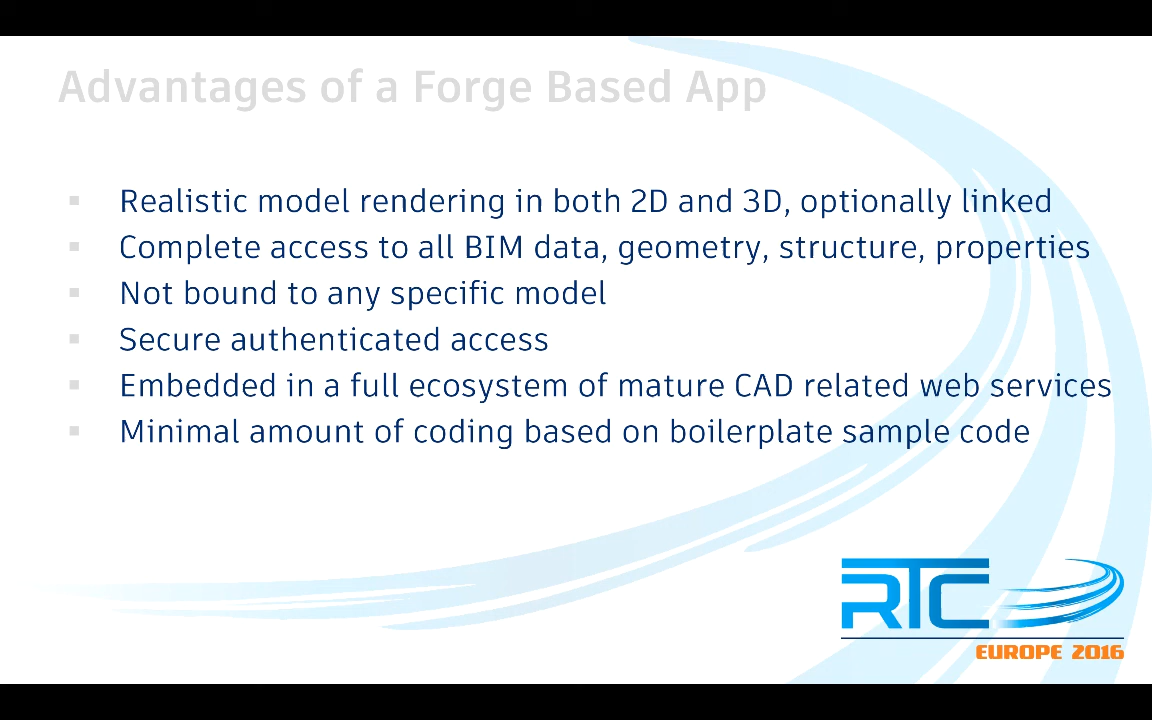 Advantages of a Forge Based App
▪ Realistic model rendering in both 2D and 3D, optionally linked
▪ Complete access to all BIM data, geometry, structure, properties
▪ Not bound to any specific model
▪ Secure authenticated access
▪ Embedded in a full ecosystem of mature CAD related web services
▪ Minimal amount of coding based on boilerplate sample code
RTC
EUROPE 2016